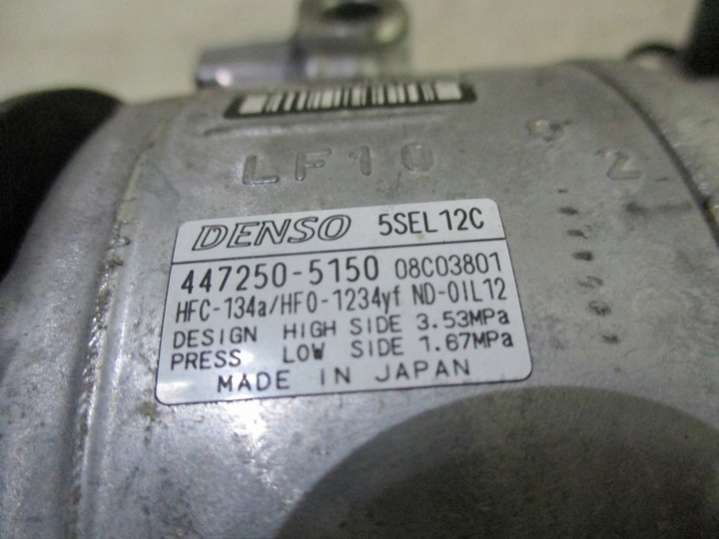 LF10 92
DENSO 5SEL12C
447250-5150 08C03801
HFC-134a/HFO-1234yf ND-OIL12
DESIGN HIGH SIDE 3.53MPa
PRESS LOW SIDE 1.67MPa
MADE IN JAPAN